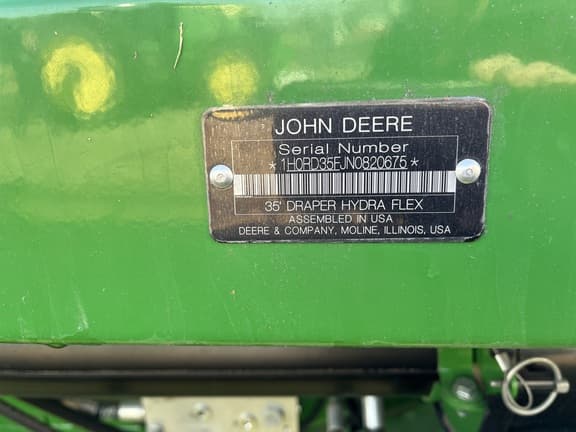 JOHN DEERE
Serial Number
*1H0RD35FJN0820675*
35' DRAPER HYDRA FLEX
ASSEMBLED IN USA
DEERE & COMPANY, MOLINE, ILLINOIS, USA